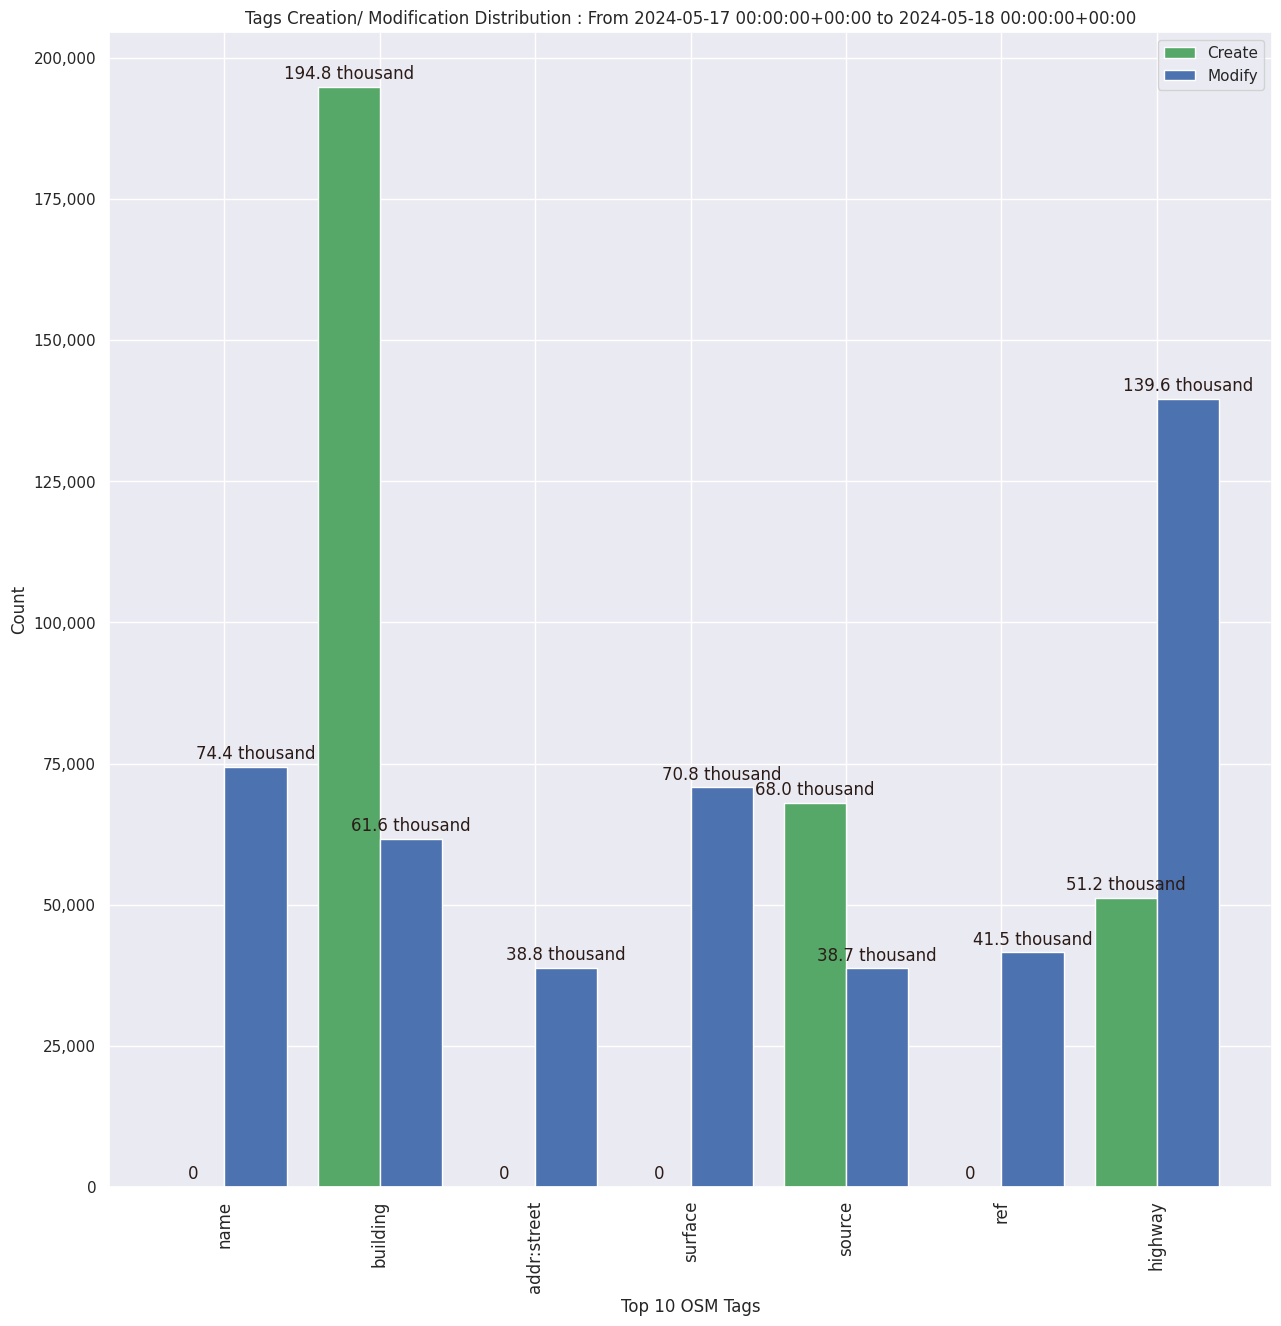 Tags Creation/ Modification Distribution : From 2024-05-17 00:00:00+00:00 to 2024-05-18 00:00:00+00:00
Create
Modify
Count
200,000
175,000
150,000
125,000
100,000
75,000
50,000
25,000
0
194.8 thousand
139.6 thousand
74.4 thousand
70.8 thousand
68.0 thousand
61.6 thousand
51.2 thousand
41.5 thousand
38.8 thousand
38.7 thousand
0
0
0
0
name
building
addr:street
surface
source
ref
highway
Top 10 OSM Tags